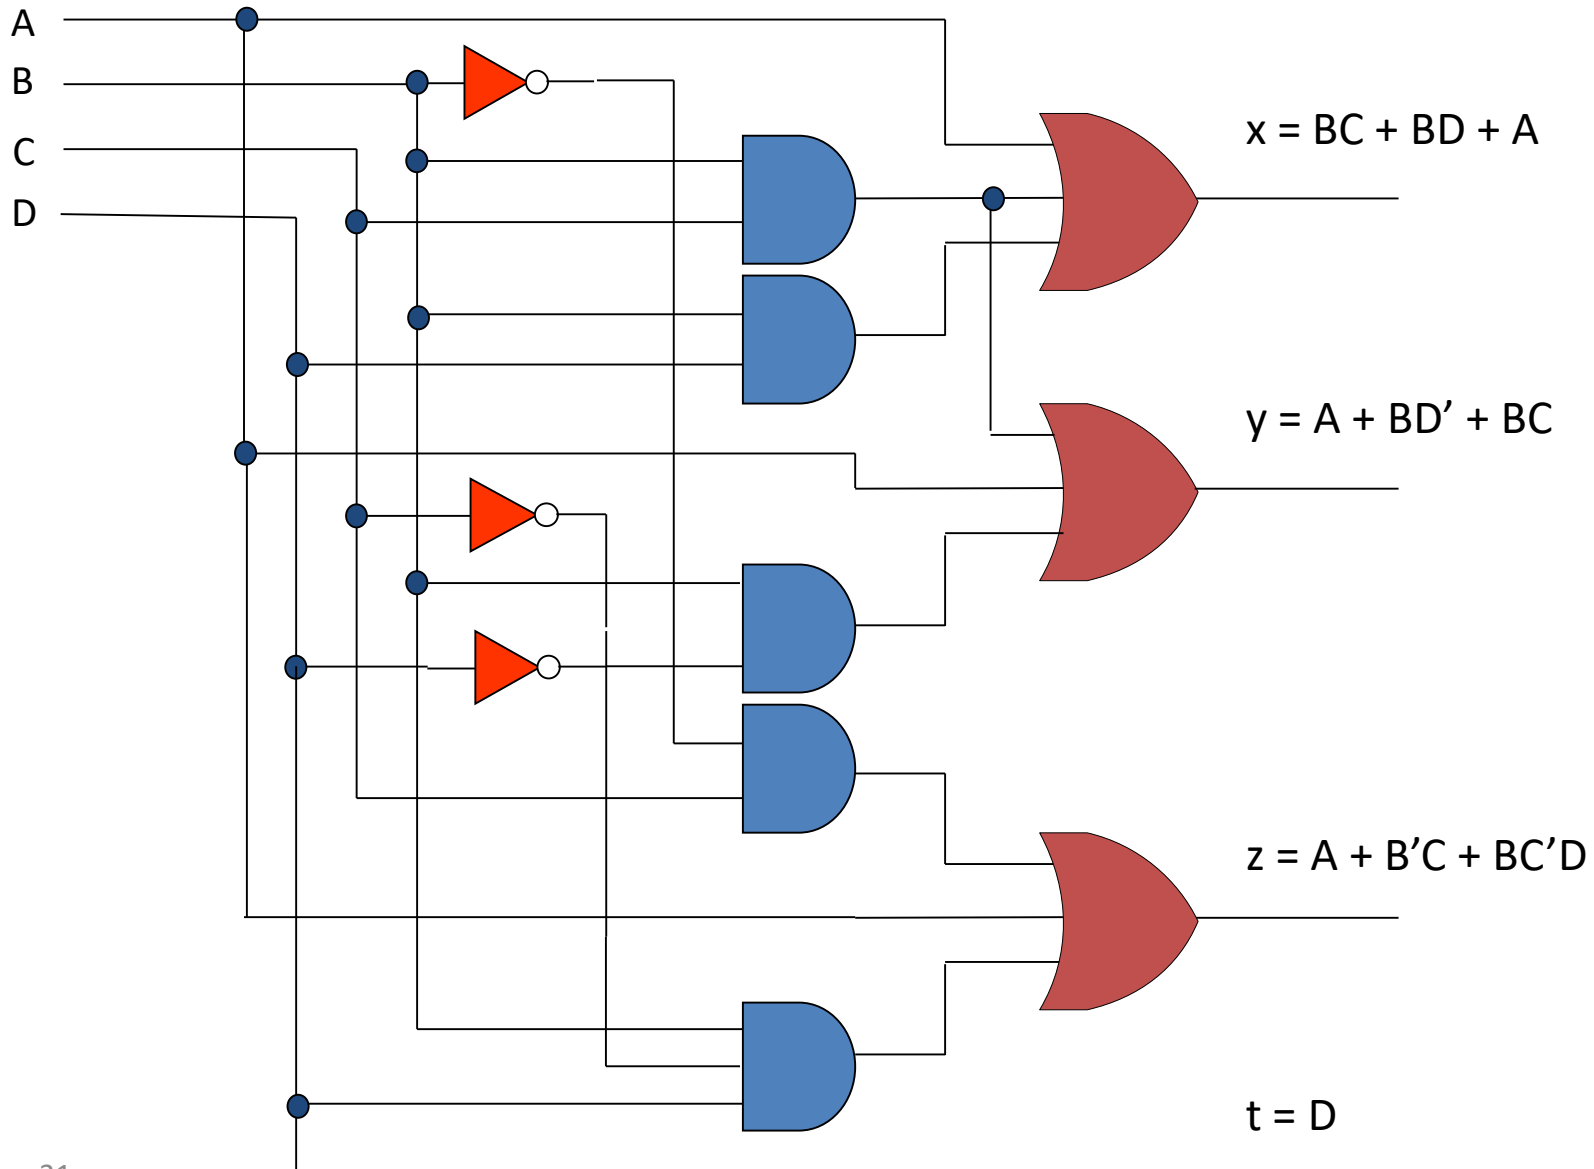 A
B
C
D
x = BC + BD + A
y = A + BD’ + BC
z = A + B’C + BC’D
t = D